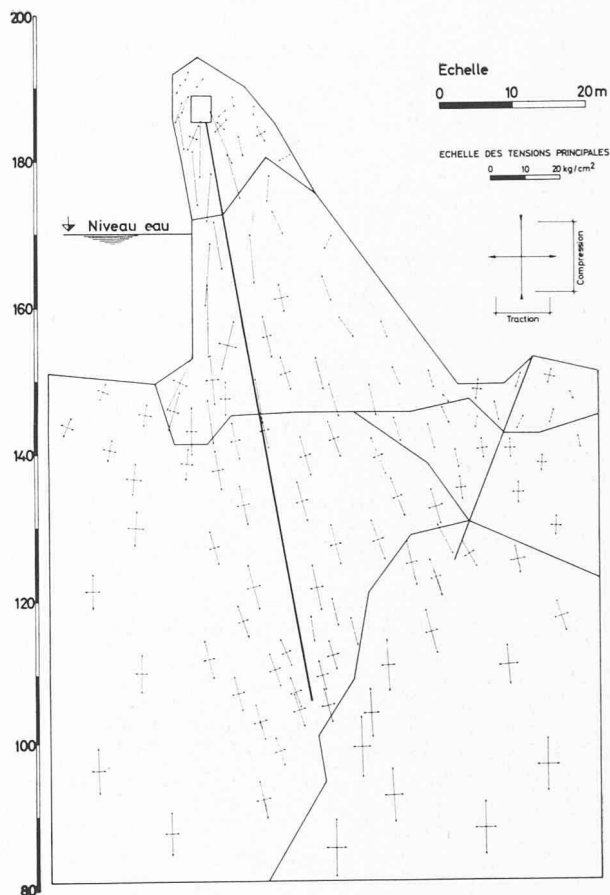 200
Echelle
0 10 20 m
180
ECHELLE DES TENSIONS PRINCIPALES
0 10 20 kg/cm²
Niveau eau
Compression
Traction
160
140
120
100
80